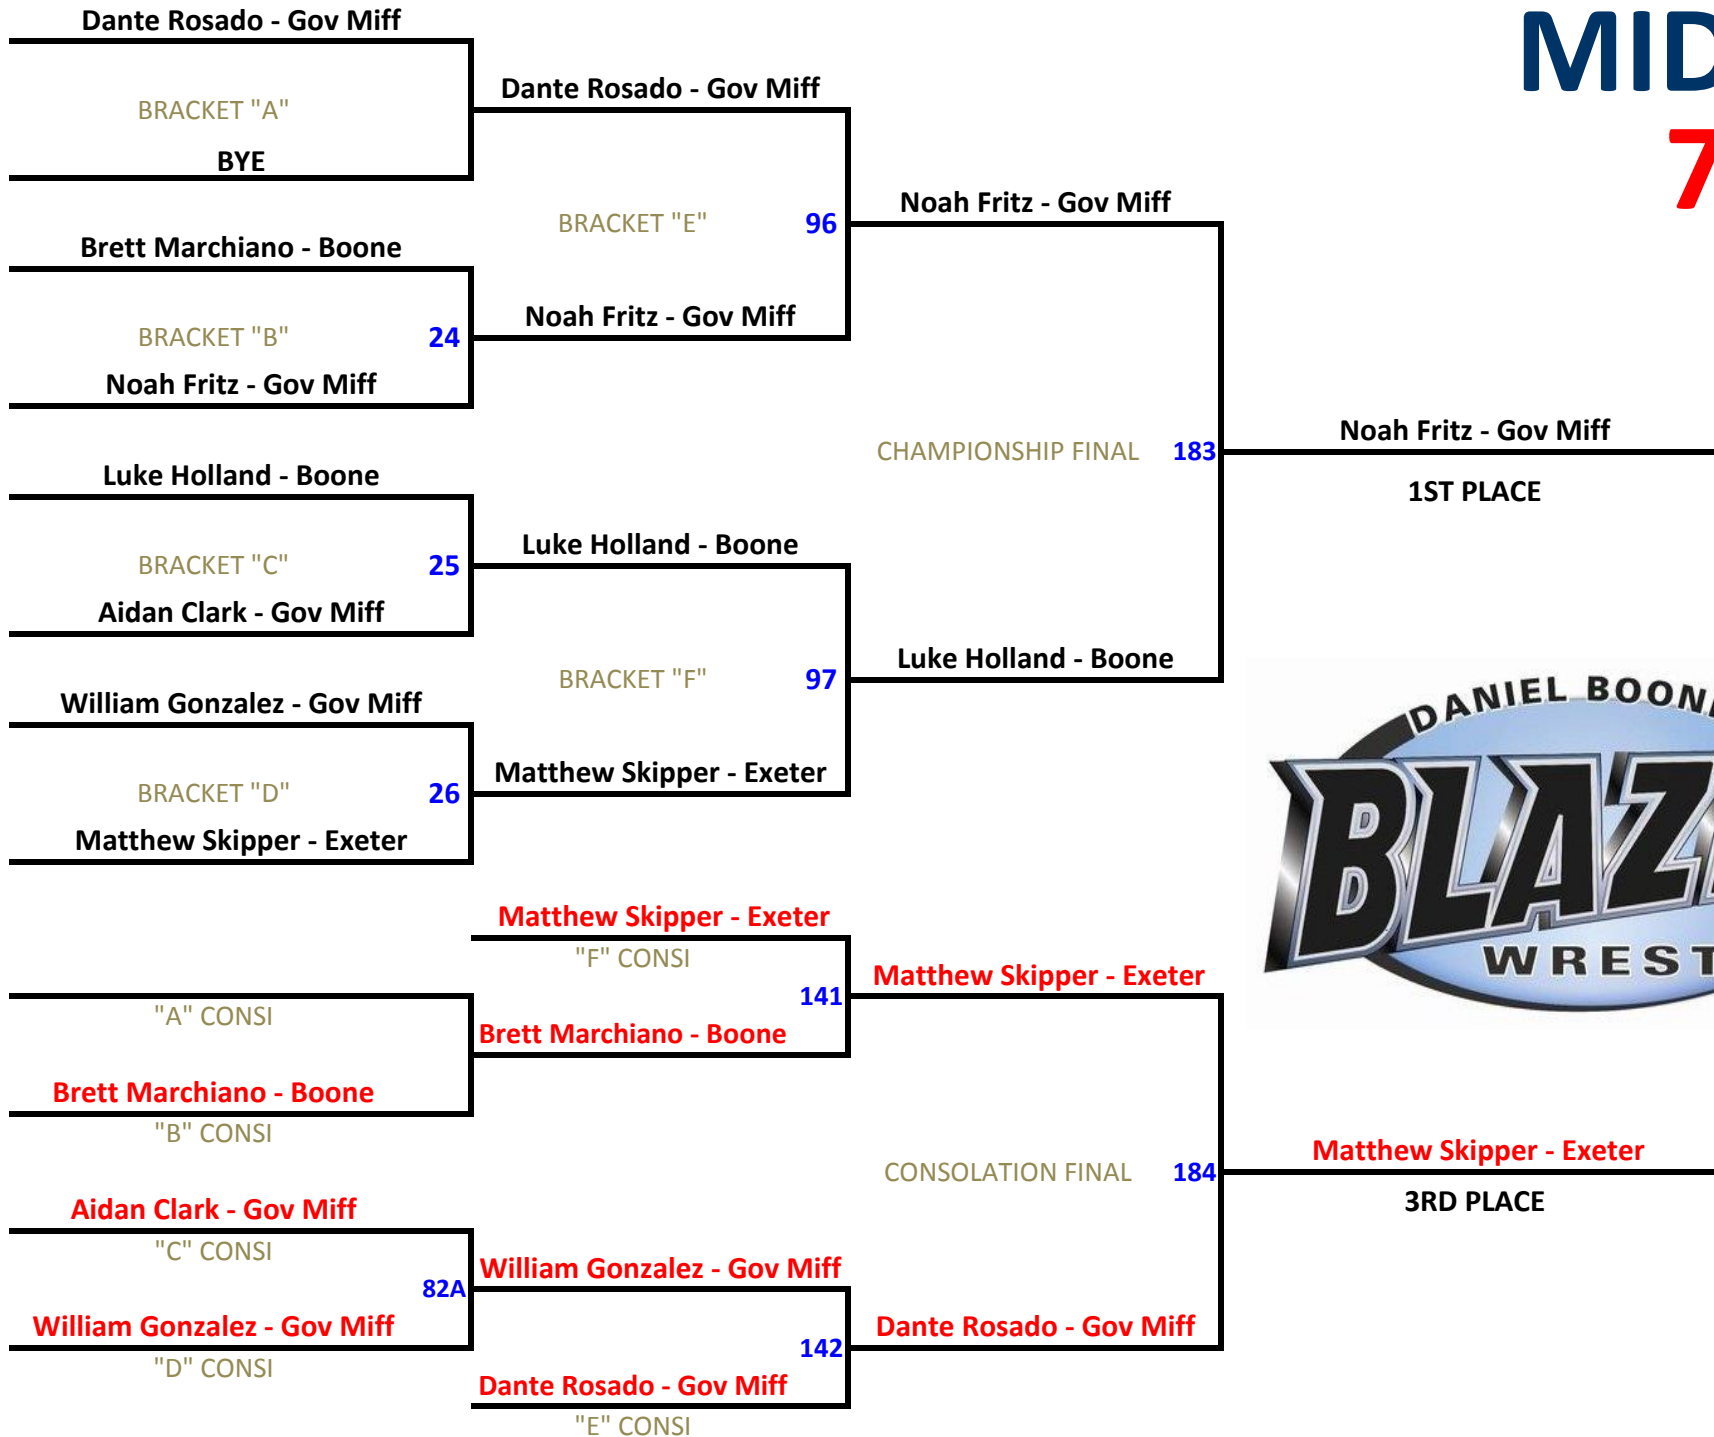 Dante Rosado - Gov Miff
BRACKET "A"
BYE
Brett Marchiano - Boone
BRACKET "B"
24
Noah Fritz - Gov Miff
Luke Holland - Boone
BRACKET "C"
25
Aidan Clark - Gov Miff
William Gonzalez - Gov Miff
BRACKET "D"
26
Matthew Skipper - Exeter
Dante Rosado - Gov Miff
BRACKET "E"
96
Noah Fritz - Gov Miff
Luke Holland - Boone
BRACKET "F"
97
Matthew Skipper - Exeter
Noah Fritz - Gov Miff
CHAMPIONSHIP FINAL
183
Luke Holland - Boone
Noah Fritz - Gov Miff
1ST PLACE
"A" CONSI
Brett Marchiano - Boone
"B" CONSI
Aidan Clark - Gov Miff
"C" CONSI
82A
William Gonzalez - Gov Miff
"D" CONSI
Matthew Skipper - Exeter
"F" CONSI
141
Brett Marchiano - Boone
William Gonzalez - Gov Miff
142
Dante Rosado - Gov Miff
"E" CONSI
Matthew Skipper - Exeter
CONSOLATION FINAL
184
Dante Rosado - Gov Miff
Matthew Skipper - Exeter
3RD PLACE
MID
7
DANIEL BOON
BLAZ
WREST